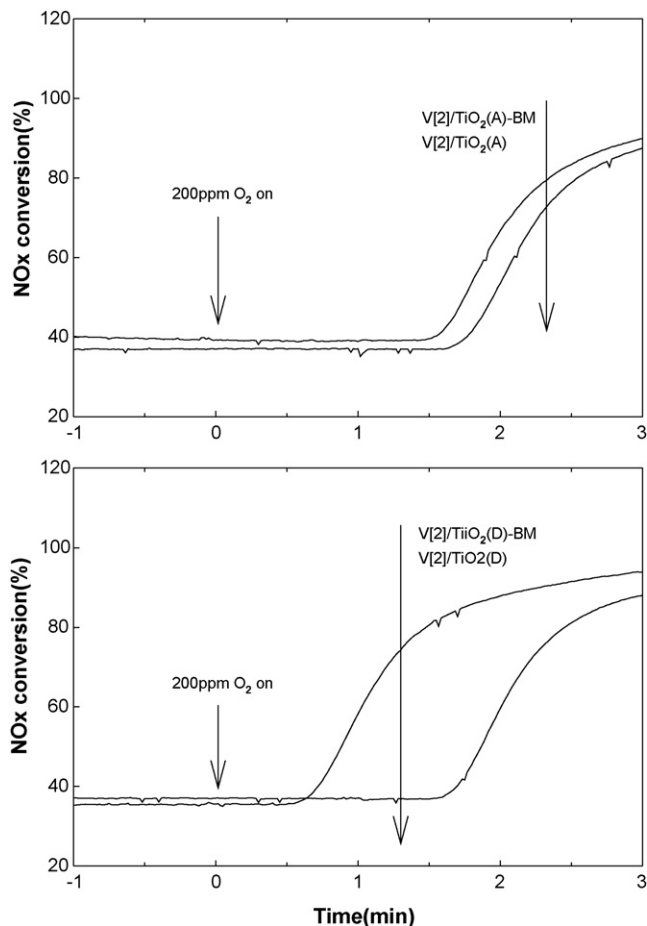 120
100
80
60
40
20
NOx conversion(%)
V[2]/TiO₂(A)-BM
V[2]/TiO₂(A)
200ppm O₂ on
-1 0 1 2 3
120
100
80
60
40
20
NOx conversion(%)
V[2]/TiiO₂(D)-BM
V[2]/TiO2(D)
200ppm O₂ on
-1 0 1 2 3
Time(min)